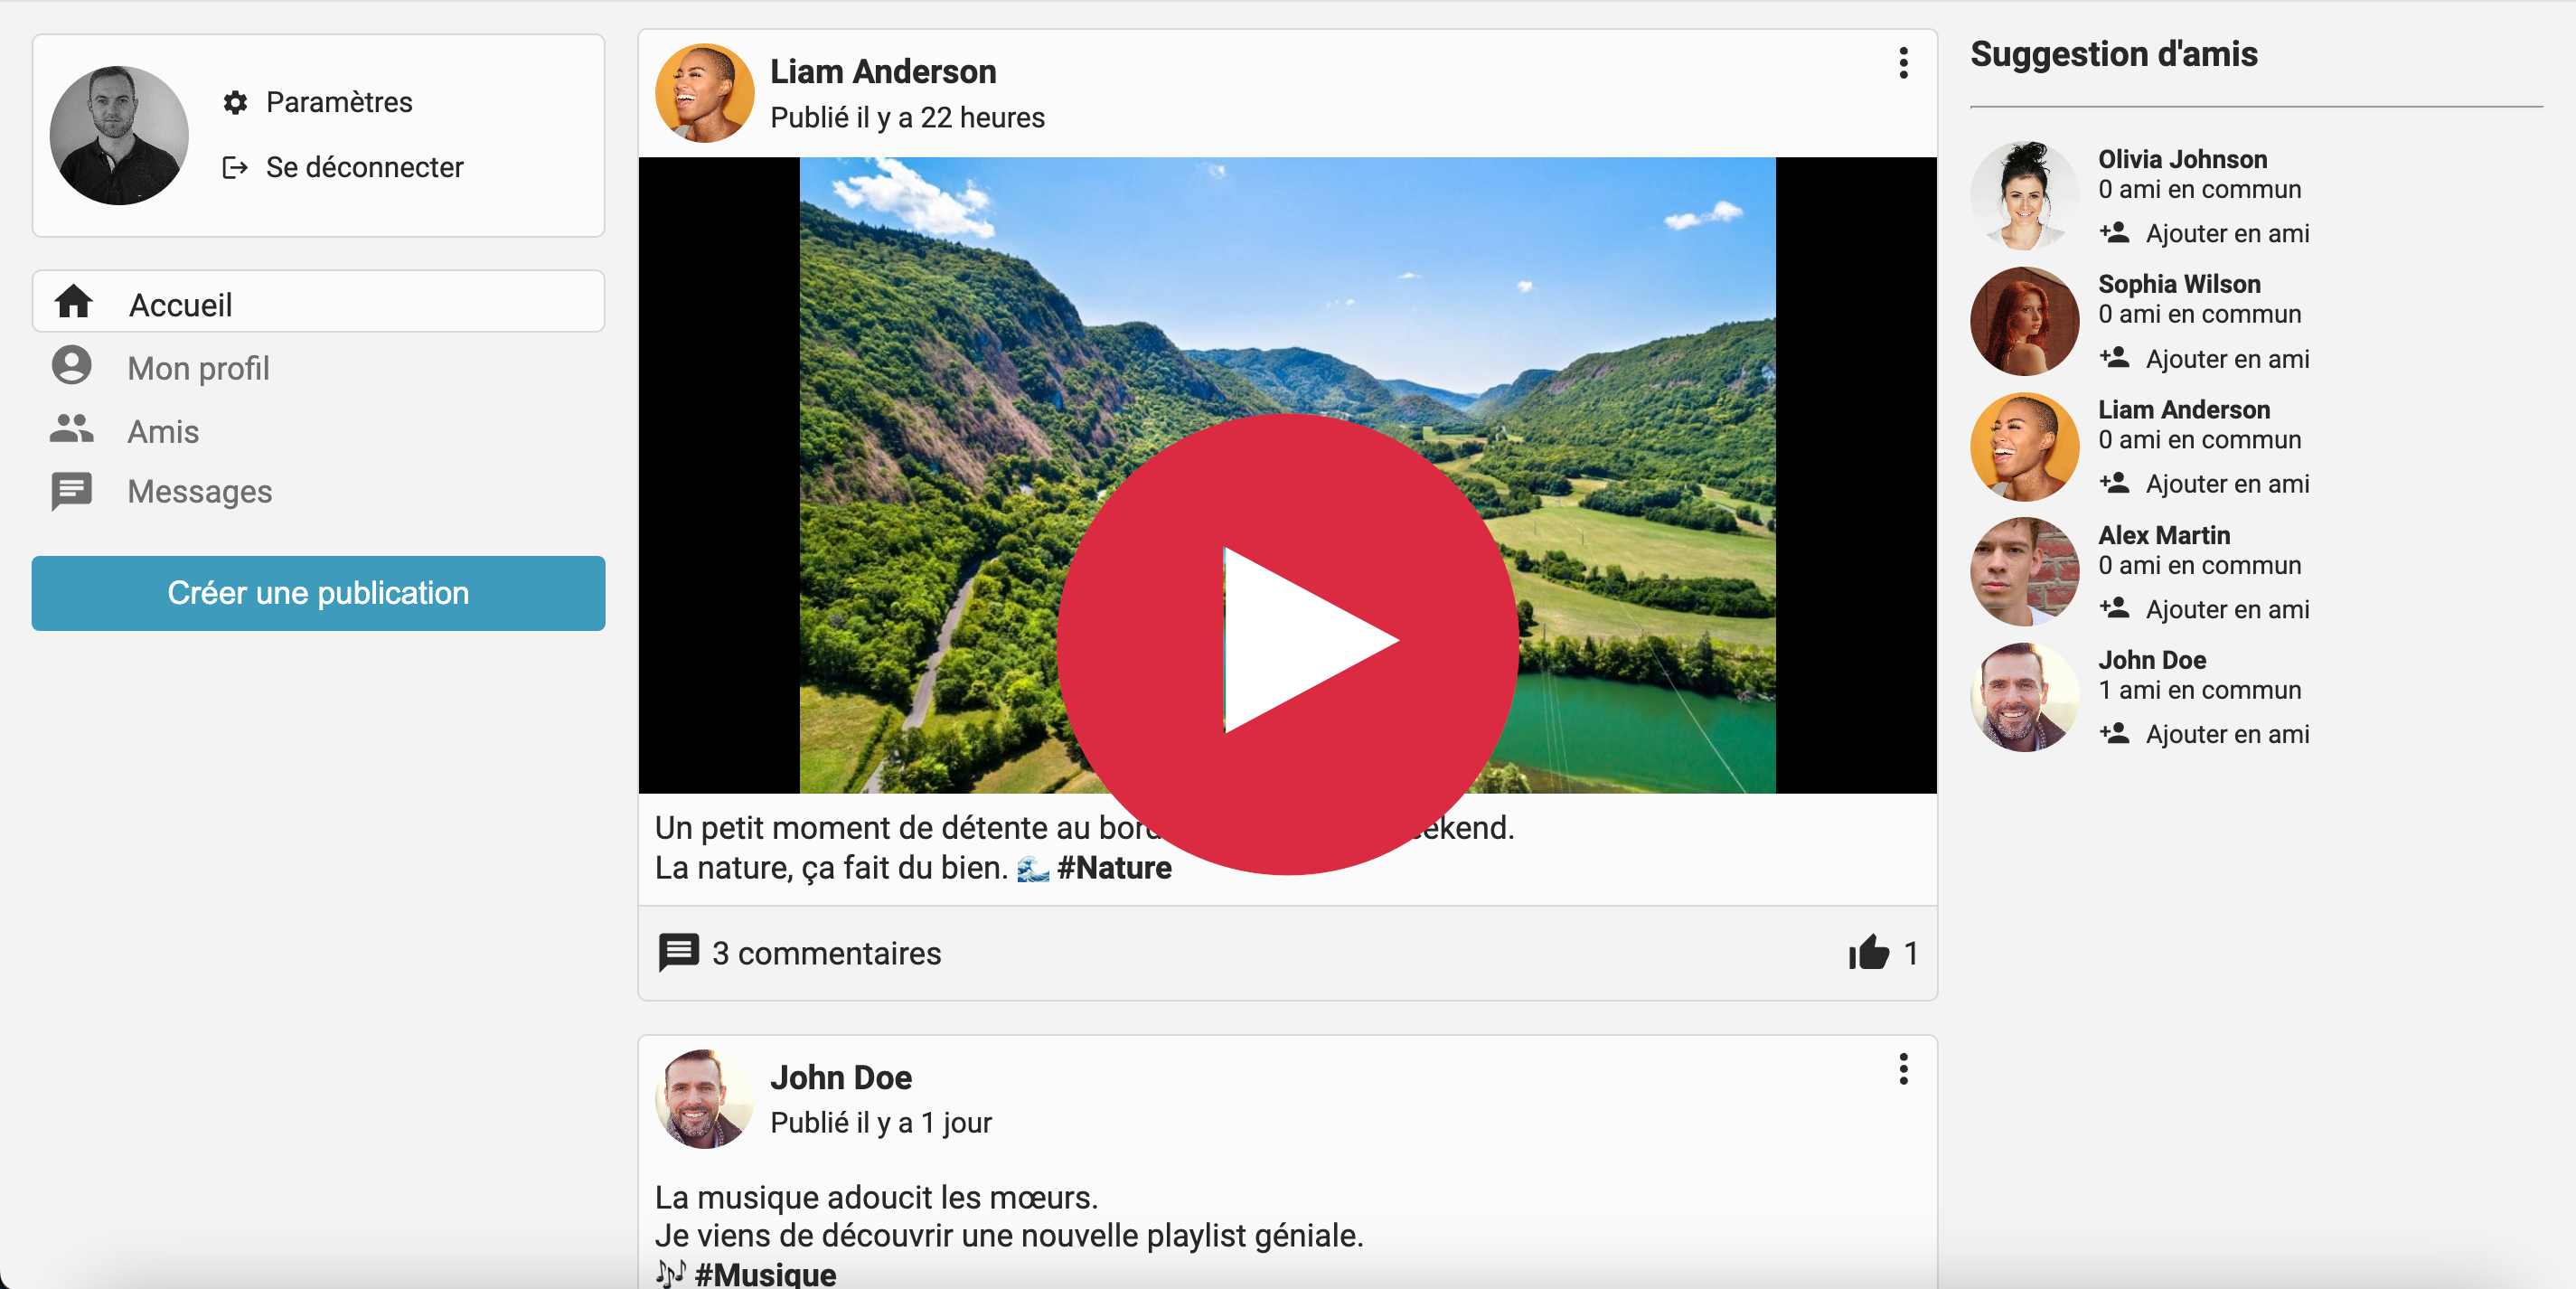 Paramètres
Se déconnecter
Accueil
Mon profil
Amis
Messages
Créer une publication
Liam Anderson
Publié il y a 22 heures
Un petit moment de détente au
La nature, ça fait du bien. 🌊 #Nature
3 commentaires
1
John Doe
Publié il y a 1 jour
La musique adoucit les mœurs.
Je viens de découvrir une nouvelle playlist géniale.
🎶 #Musique
Suggestion d'amis
Olivia Johnson
0 ami en commun
Ajouter en ami
Sophia Wilson
0 ami en commun
Ajouter en ami
Liam Anderson
0 ami en commun
Ajouter en ami
Alex Martin
0 ami en commun
Ajouter en ami
John Doe
1 ami en commun
Ajouter en ami